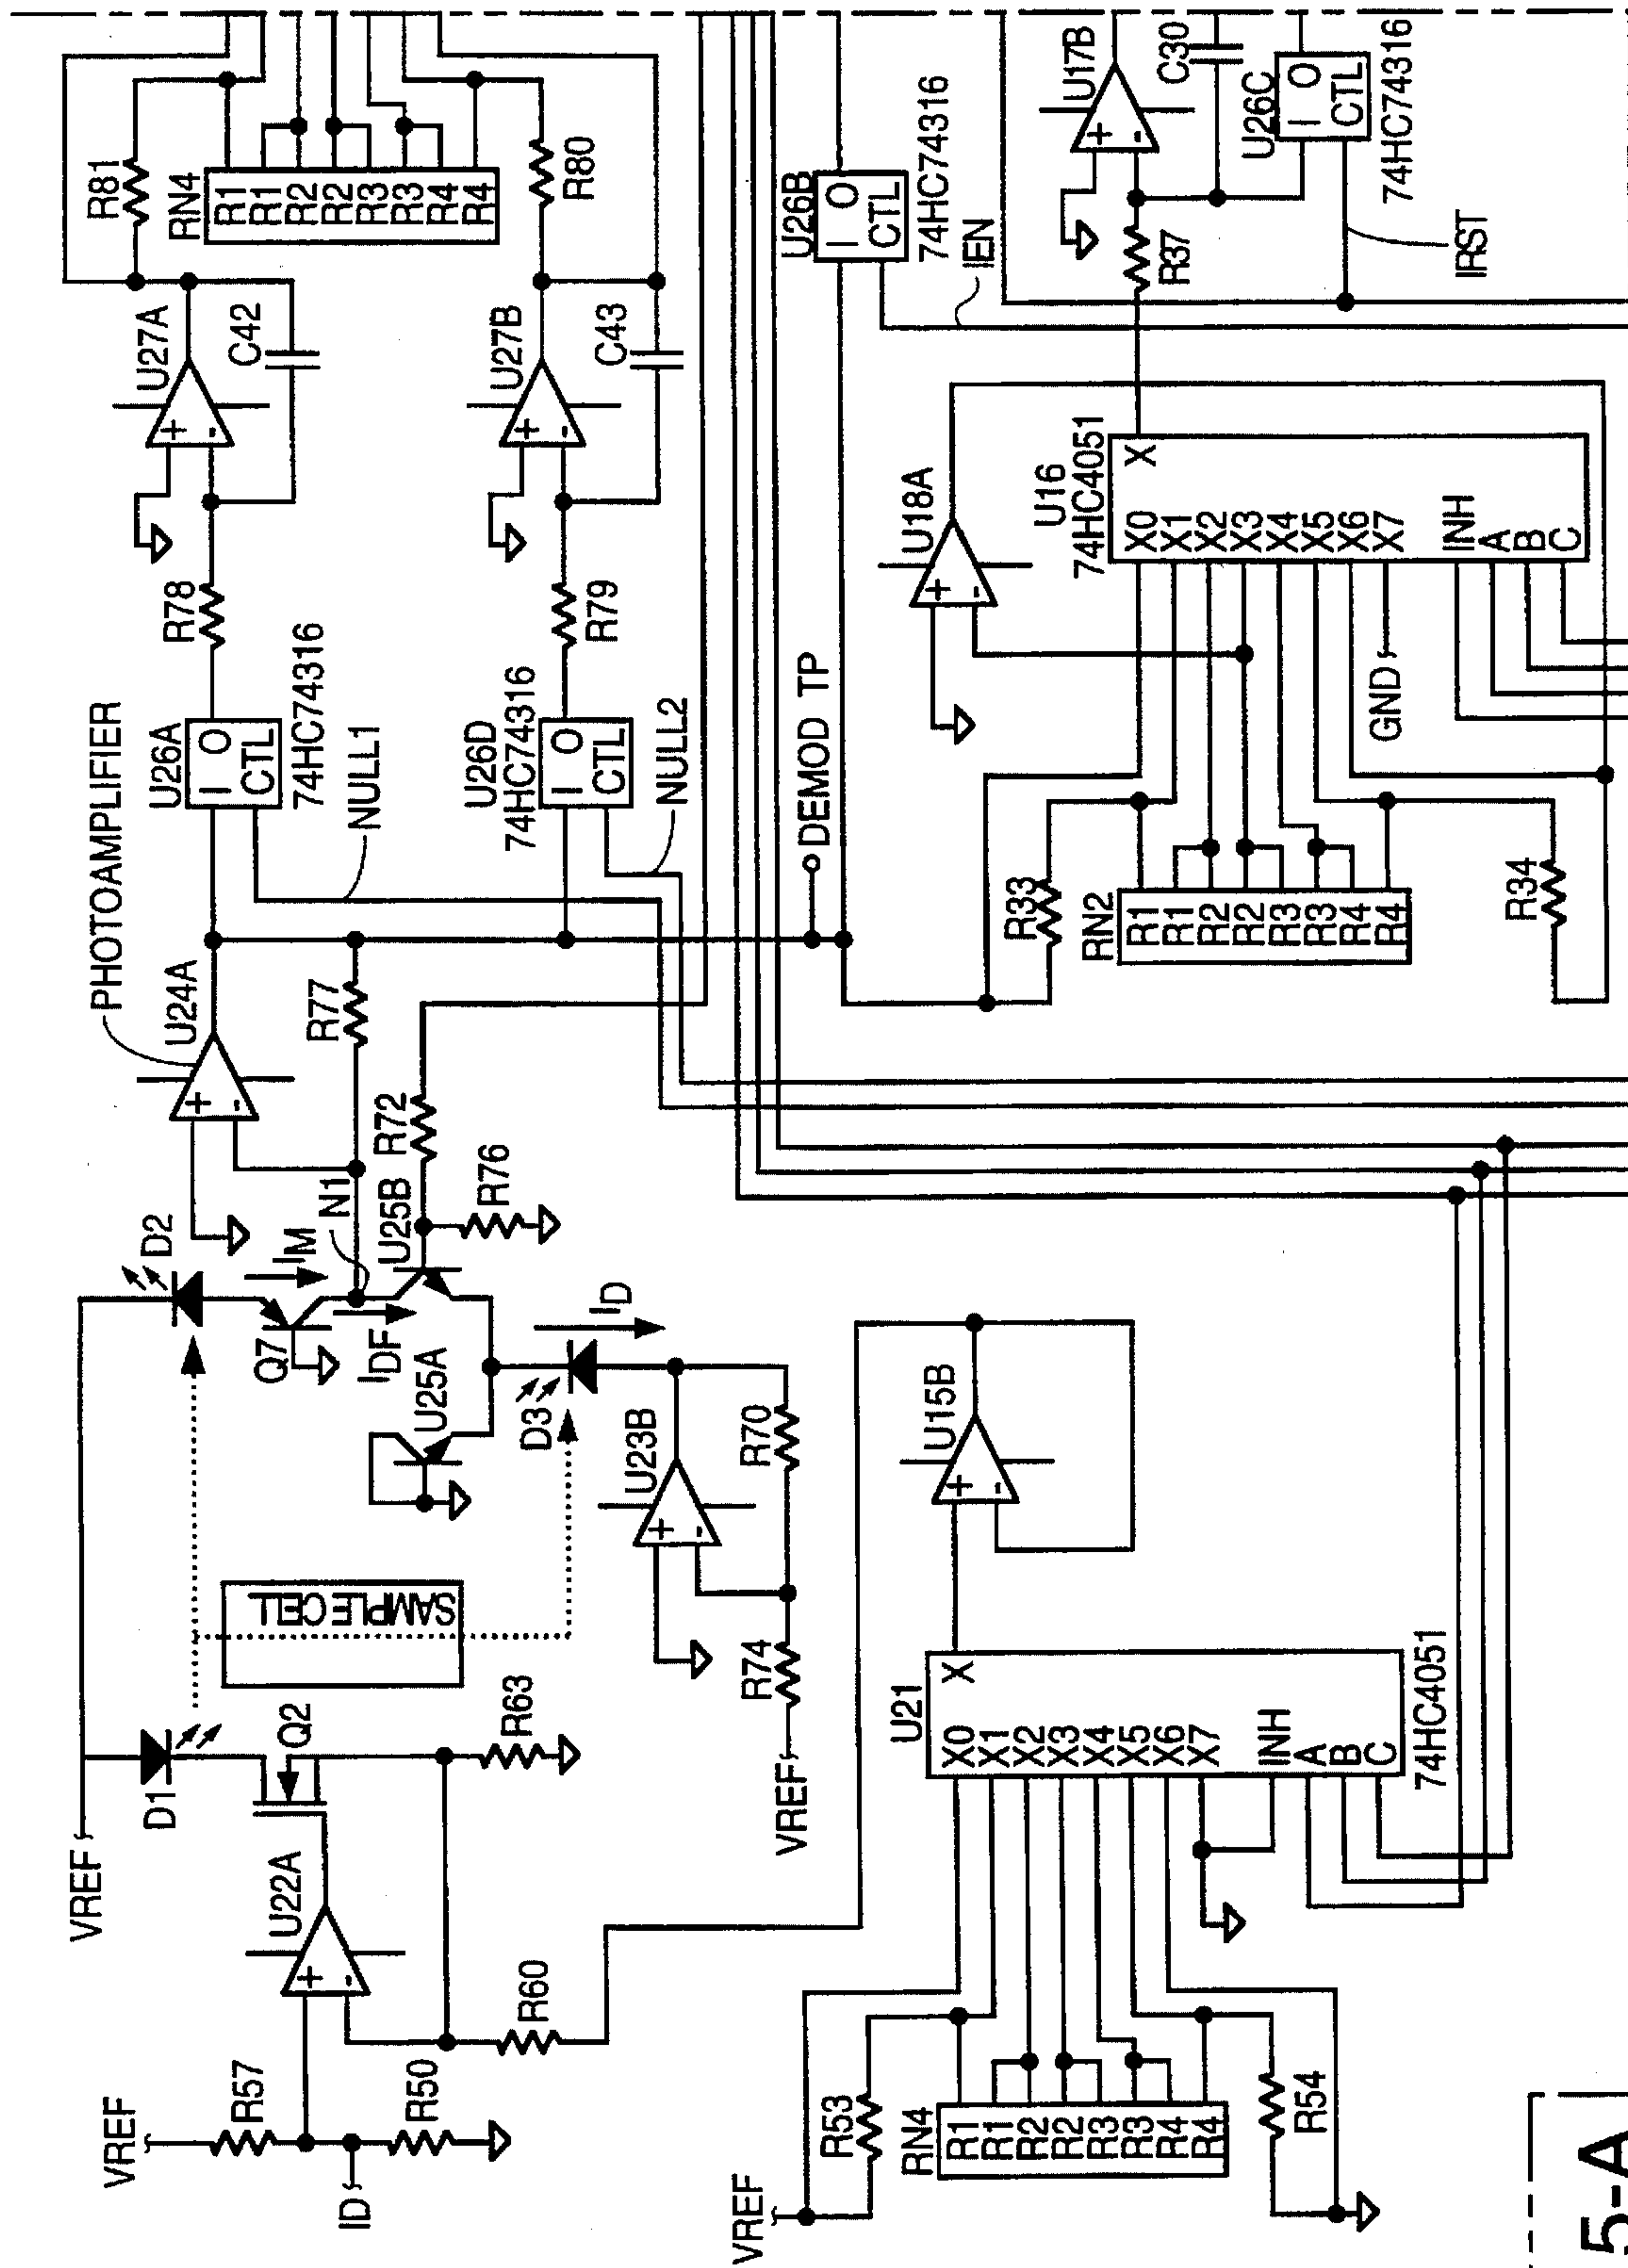 R81
RN4
R1
R1
R2
R2
R3
R3
R4
R4
R80
U27A
C42
+
-
U27B
C43
+
-
R78
R79
U26A
I O
CTL
74HC74316
NULL1
U26D
74HC74316
I O
CTL
NULL2
PHOTOAMPLIFIER
U24A
+
-
R77
R72
R76
N1
U25B
D2
IM
Q7
IDF
U25A
ID
D3
U23B
+
-
R70
R74
VREF
SAMPLE CELL
VREF
D1
Q2
R63
U22A
+
-
R60
VREF
R57
R50
ID
U26B
I O
CTL
74HC74316
IEN
U17B
+
-
C30
U26C
I O
CTL
74HC74316
IRST
R37
U18A
+
-
U16
74HC4051
X
X0
X1
X2
X3
X4
X5
X6
X7
INH
A
B
C
GND
DEMOD TP
R33
RN2
R1
R1
R2
R2
R3
R3
R4
R4
R34
U15B
+
-
U21
X
X0
X1
X2
X3
X4
X5
X6
X7
INH
A
B
C
74HC4051
R53
RN4
R1
R1
R2
R2
R3
R3
R4
R4
R54
VREF
5-A